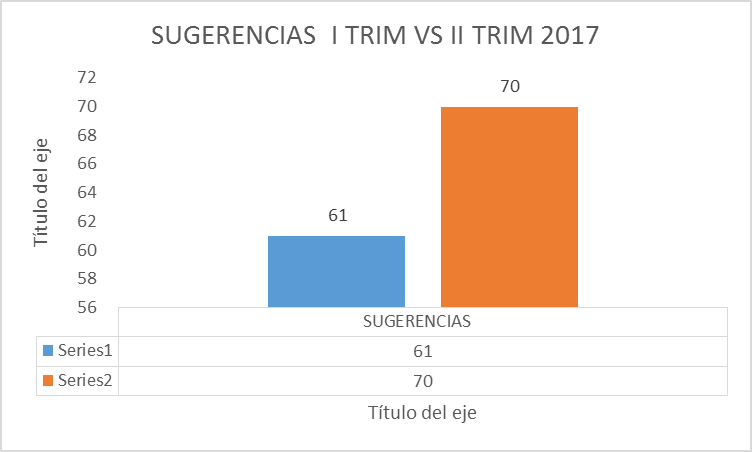 SUGERENCIAS  I TRIM VS II TRIM 2017
72
70
68
66
64
62
60
58
56
Título del eje
61
70
SUGERENCIAS
Series1 61
Series2 70
Título del eje